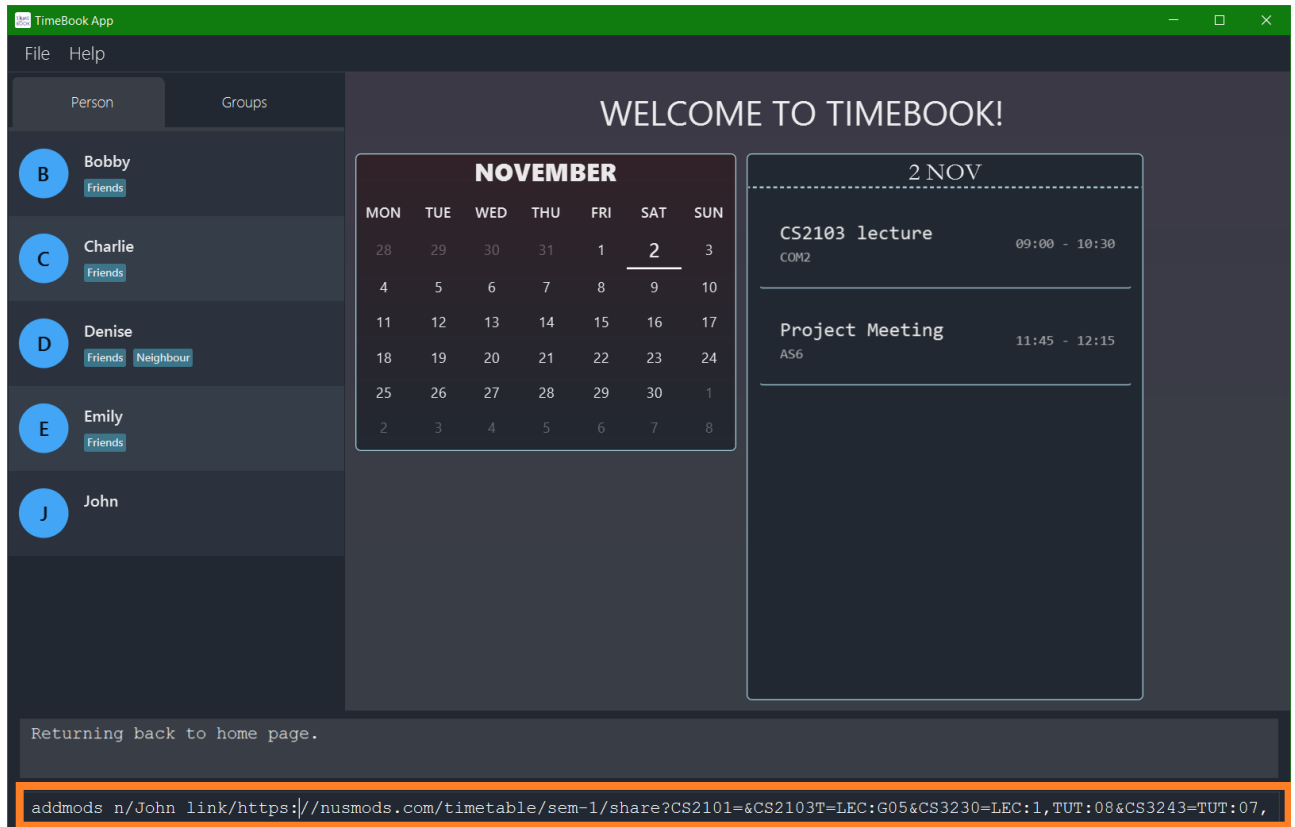 TimeBook App
File Help
Person Groups
B Bobby
Friends
C Charlie
Friends
D Denise
Friends Neighbour
E Emily
Friends
J John
WELCOME TO TIMEBOOK!
NOVEMBER
MON TUE WED THU FRI SAT SUN
28 29 30 31 1 2 3
4 5 6 7 8 9 10
11 12 13 14 15 16 17
18 19 20 21 22 23 24
25 26 27 28 29 30 1
2 3 4 5 6 7 8
2 NOV
CS2103 lecture 09:00 - 10:30
COM2
Project Meeting 11:45 - 12:15
AS6
Returning back to home page.
addmods n/John link/https://nusmods.com/timetable/sem-1/share?CS2101=&CS2103T=LEC:G05&CS3230=LEC:1,TUT:08&CS3243=TUT:07,